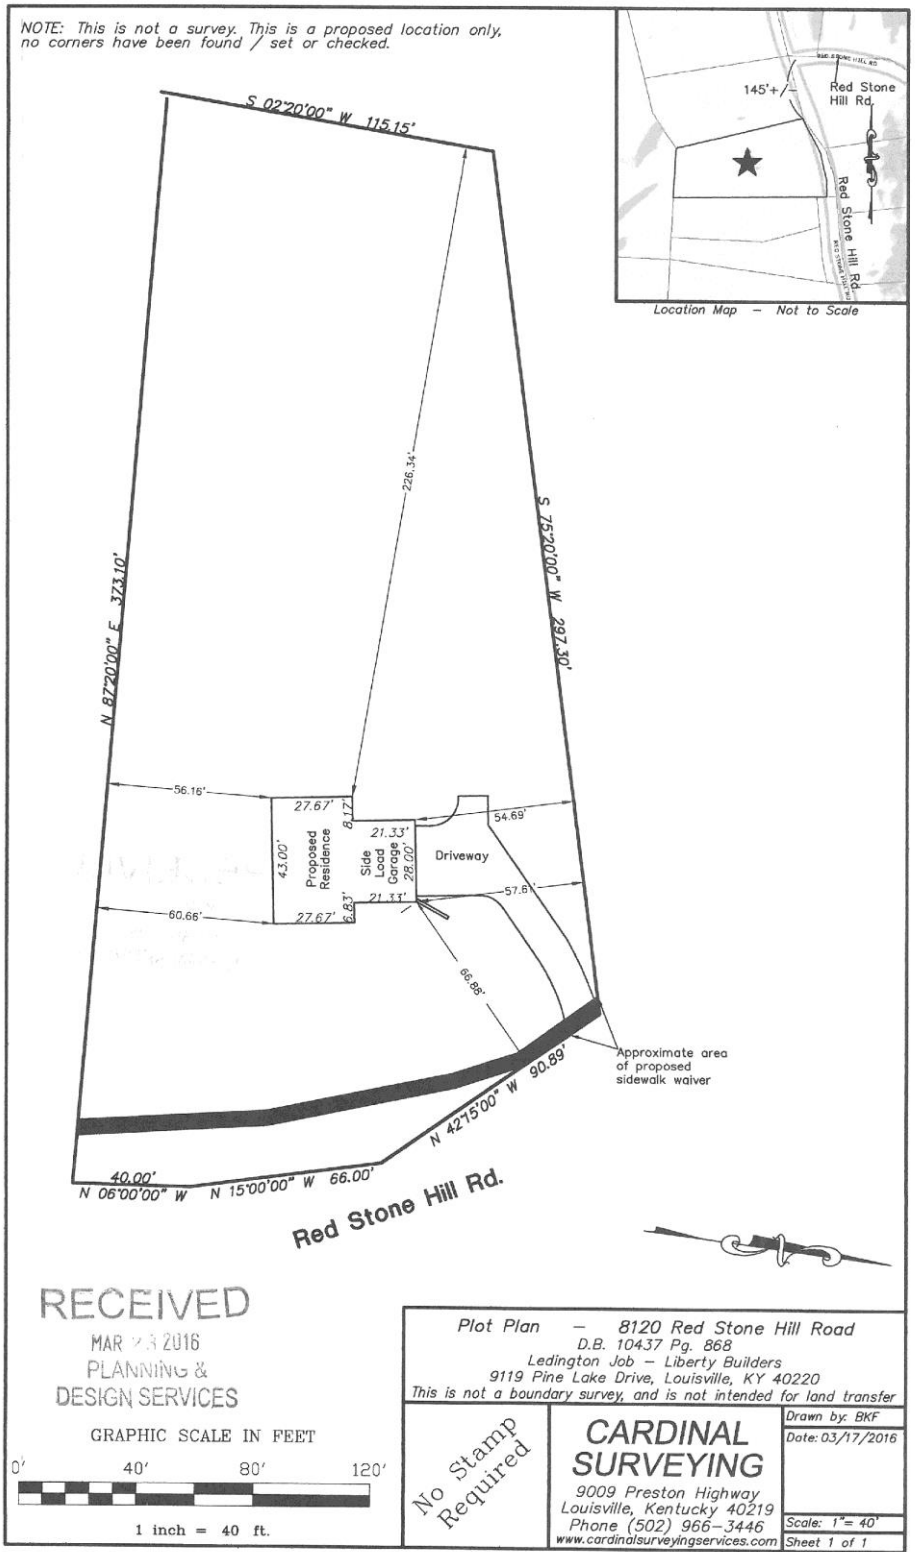 NOTE: This is not a survey. This is a proposed location only,
no corners have been found / set or checked.
RED STONE HILL RD
145'+/-
Red Stone
Hill Rd.
Red Stone Hill Rd.
RED STONE HILL RD
Location Map – Not to Scale
S 02°20'00" W 115.15'
226.34'
S 75°20'00" W 297.30'
N 87°20'00" E 373.10'
56.16'
27.67'
8.17'
54.69'
21.33'
43.00'
Proposed
Residence
Side
Load
Garage
28.00'
Driveway
57.61'
21.33'
60.66'
27.67'
6.83'
66.88'
Approximate area
of proposed
sidewalk waiver
N 42°15'00" W 90.89'
40.00'
N 06°00'00" W
N 15°00'00" W 66.00'
Red Stone Hill Rd.
RECEIVED
MAR 2016
PLANNING &
DESIGN SERVICES
GRAPHIC SCALE IN FEET
0' 40' 80' 120'
1 inch = 40 ft.
Plot Plan – 8120 Red Stone Hill Road
D.B. 10437 Pg. 868
Ledington Job – Liberty Builders
9119 Pine Lake Drive, Louisville, KY 40220
This is not a boundary survey, and is not intended for land transfer
No Stamp
Required
CARDINAL
SURVEYING
9009 Preston Highway
Louisville, Kentucky 40219
Phone (502) 966-3446
www.cardinalsurveyingservices.com
Drawn by: BKF
Date: 03/17/2016
Scale: 1"= 40'
Sheet 1 of 1